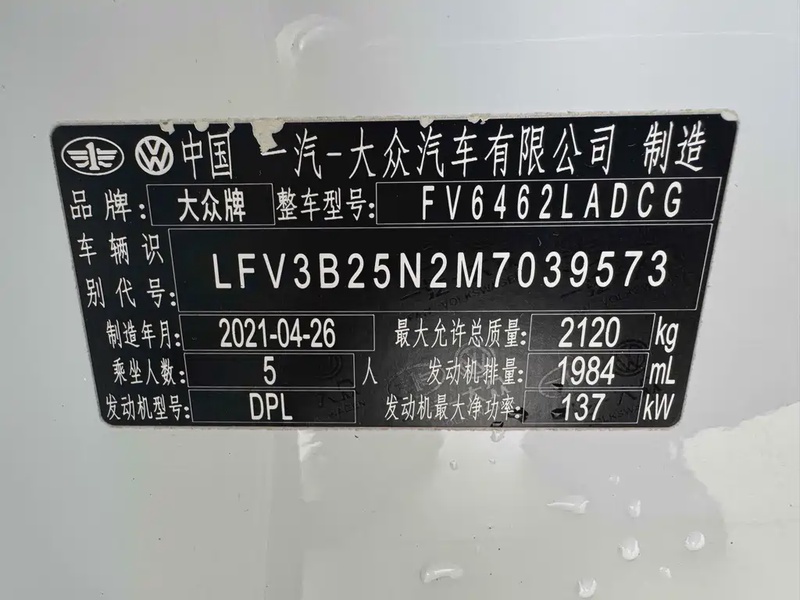 中国 一汽-大众汽车有限公司 制造
品牌: 大众牌 整车型号: FV6462LADCG
车辆识别代号: LFV3B25N2M7039573
制造年月: 2021-04-26 最大允许总质量: 2120 kg
乘坐人数: 5 人 发动机排量: 1984 mL
发动机型号: DPL 发动机最大净功率: 137 kW